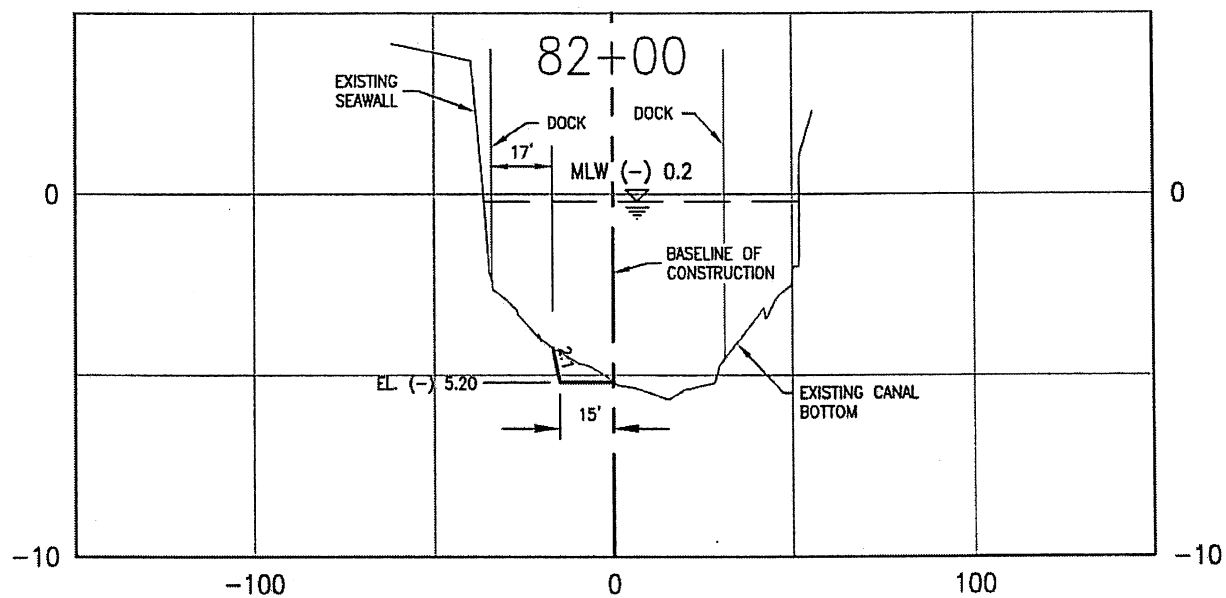 82+00
EXISTING
SEAWALL
DOCK
DOCK
17'
MLW (-) 0.2
0
0
BASELINE OF
CONSTRUCTION
2:1
EL. (-) 5.20
15'
EXISTING CANAL
BOTTOM
-10
-10
-100
0
100